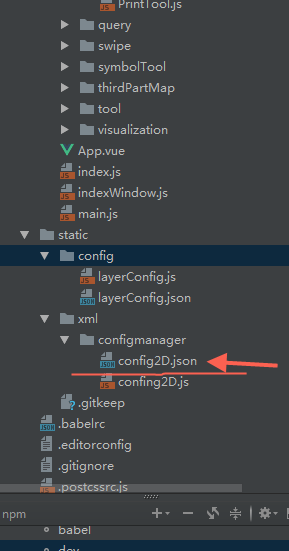 PrintTool.js
query
swipe
symbolTool
thirdPartMap
tool
visualization
App.vue
index.js
indexWindow.js
main.js
static
config
layerConfig.js
layerConfig.json
xml
configmanager
config2D.json
config2D.js
.gitkeep
.babelrc
.editorconfig
.gitignore
.postcssrc.js
npm
babel
dev